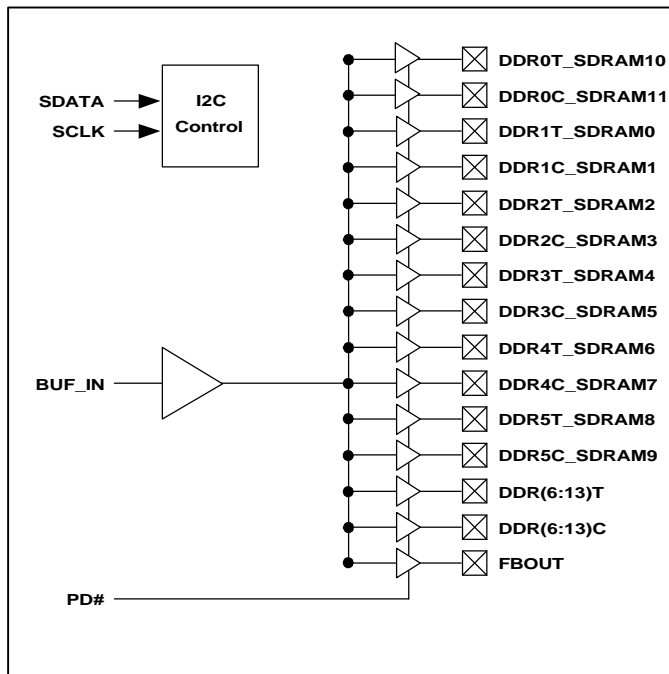 SDATA
SCLK
I2C
Control
BUF_IN
PD#
DDR0T_SDRAM10
DDR0C_SDRAM11
DDR1T_SDRAM0
DDR1C_SDRAM1
DDR2T_SDRAM2
DDR2C_SDRAM3
DDR3T_SDRAM4
DDR3C_SDRAM5
DDR4T_SDRAM6
DDR4C_SDRAM7
DDR5T_SDRAM8
DDR5C_SDRAM9
DDR(6:13)T
DDR(6:13)C
FBOUT